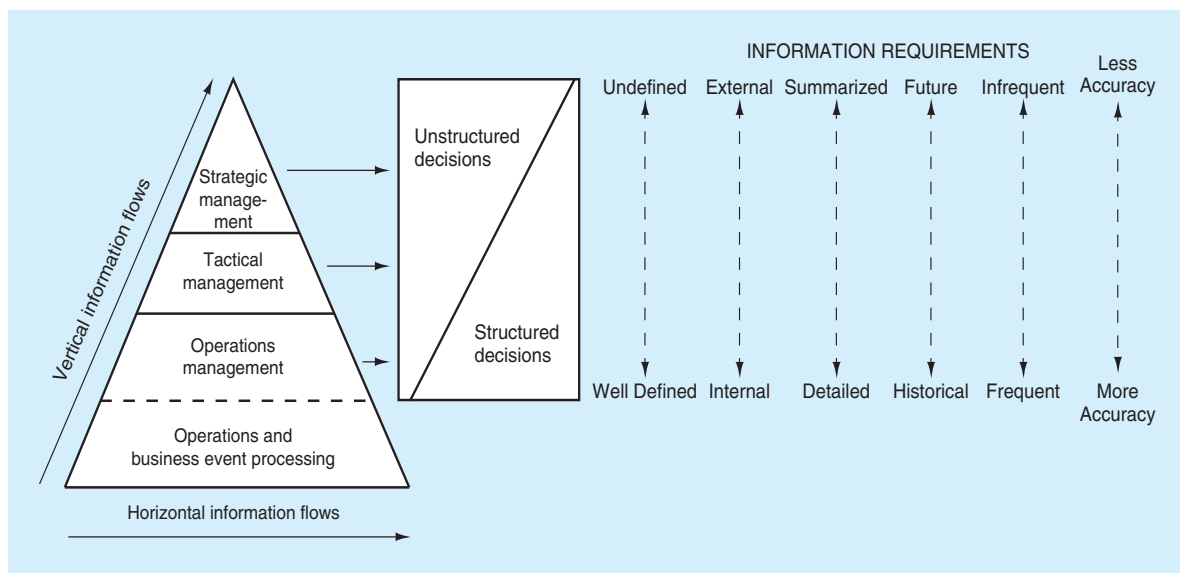 INFORMATION REQUIREMENTS
Undefined
External
Summarized
Future
Infrequent
Less
Accuracy
Vertical information flows
Strategic
manage-
ment
Tactical
management
Operations
management
Operations and
business event processing
Horizontal information flows
Unstructured
decisions
Structured
decisions
Well Defined
Internal
Detailed
Historical
Frequent
More
Accuracy